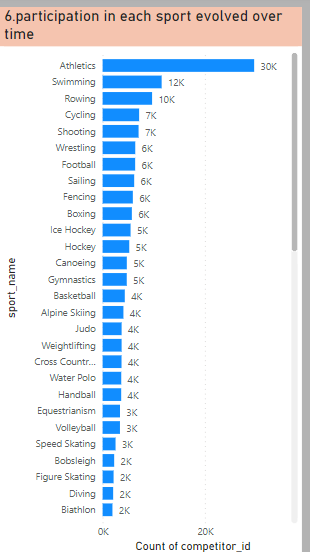 6.participation in each sport evolved over
time
Athletics 30K
Swimming 12K
Rowing 10K
Cycling 7K
Shooting 7K
Wrestling 6K
Football 6K
Sailing 6K
Fencing 6K
Boxing 6K
Ice Hockey 5K
Hockey 5K
Canoeing 5K
Gymnastics 5K
Basketball 4K
Alpine Skiing 4K
Judo 4K
Weightlifting 4K
Cross Countr... 4K
Water Polo 4K
Handball 4K
Equestrianism 3K
Volleyball 3K
Speed Skating 3K
Bobsleigh 2K
Figure Skating 2K
Diving 2K
Biathlon 2K
sport_name
0K 20K
Count of competitor_id